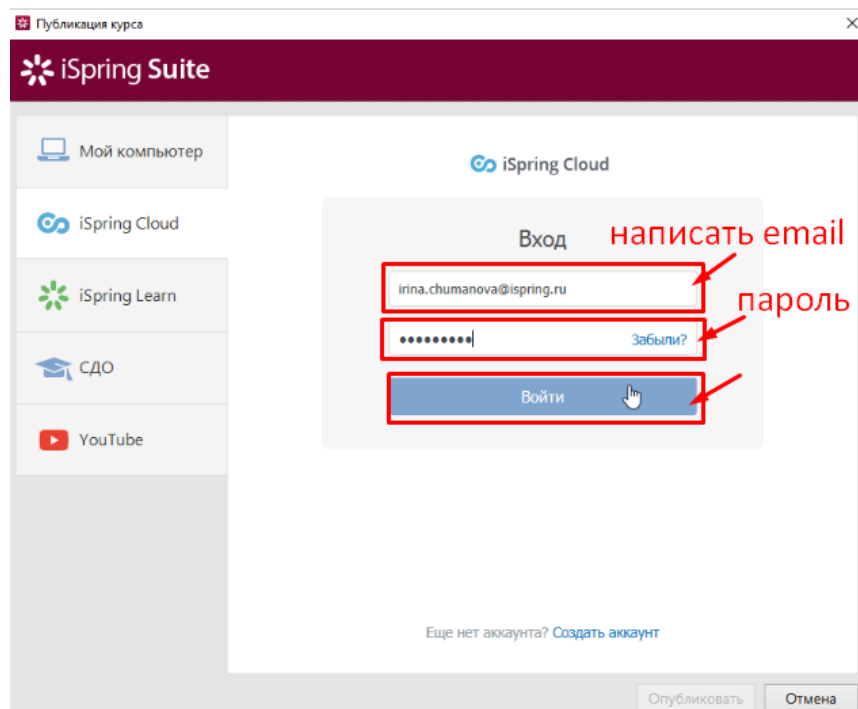 Публикация курса
iSpring Suite
Мой компьютер
iSpring Cloud
iSpring Learn
СДО
YouTube
iSpring Cloud
Вход
написать email
irina.chumanova@ispring.ru
пароль
Забыли?
Войти
Еще нет аккаунта? Создать аккаунт
Опубликовать
Отмена